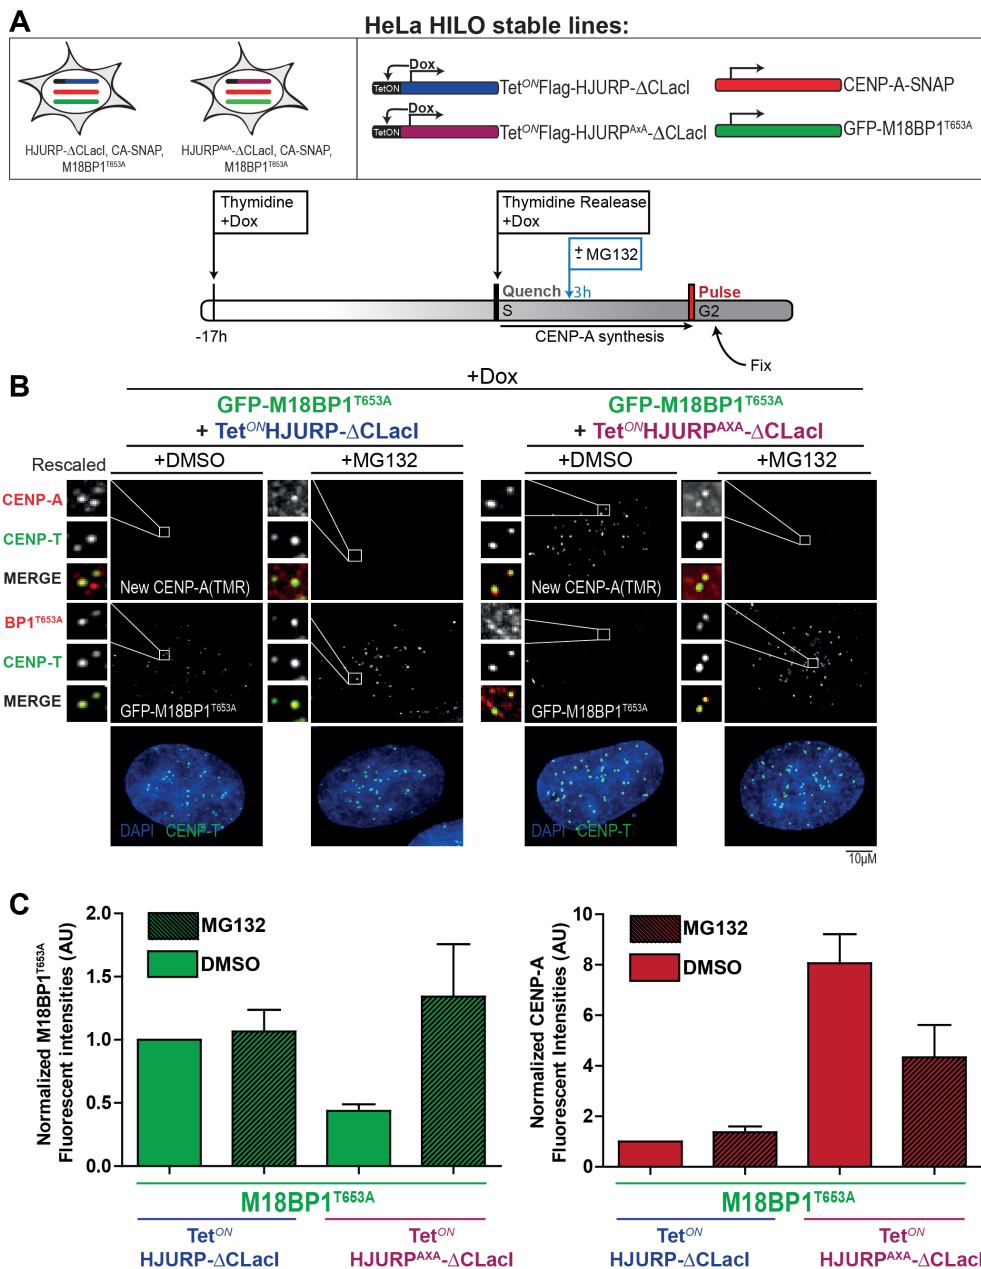 A
HeLa HILO stable lines:
HJURP-ΔCLacI, CA-SNAP,
M18BP1T653A
HJURPAxA-ΔCLacI, CA-SNAP,
M18BP1T653A
Dox
TetON
TetONFlag-HJURP-ΔCLacI
Dox
TetON
TetONFlag-HJURPAxA-ΔCLacI
CENP-A-SNAP
GFP-M18BP1T653A
Thymidine
+Dox
Thymidine Realease
+Dox
+- MG132
Quench
3h
Pulse
S
G2
-17h
CENP-A synthesis
Fix
B
+Dox
GFP-M18BP1T653A
+ TetONHJURP-ΔCLacI
GFP-M18BP1T653A
+ TetONHJURPAXA-ΔCLacI
Rescaled
+DMSO
+MG132
+DMSO
+MG132
CENP-A
CENP-T
MERGE
New CENP-A(TMR)
New CENP-A(TMR)
BP1T653A
CENP-T
MERGE
GFP-M18BP1T653A
GFP-M18BP1T653A
DAPI CENP-T
DAPI CENP-T
10μM
C
Normalized M18BP1T653A
Fluorescent intensities (AU)
2.0
1.5
1.0
0.5
0.0
MG132
DMSO
M18BP1T653A
TetON
HJURP-ΔCLacI
TetON
HJURPAXA-ΔCLacI
Normalized CENP-A
Fluorescent Intensities (AU)
10
8
6
4
2
0
MG132
DMSO
M18BP1T653A
TetON
HJURP-ΔCLacI
TetON
HJURPAXA-ΔCLacI